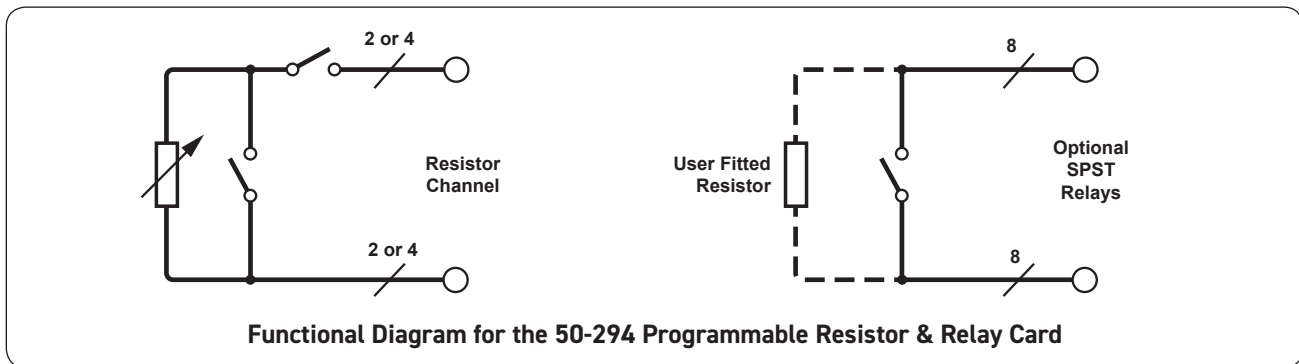 2 or 4
Resistor
Channel
2 or 4
8
User Fitted
Resistor
Optional
SPST
Relays
8
Functional Diagram for the 50-294 Programmable Resistor & Relay Card